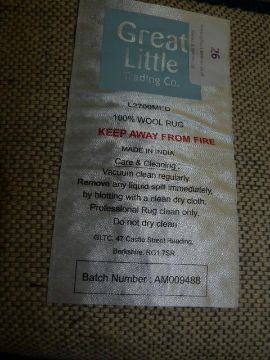 Great
Little
Trading Co.
26
L2700MED
100% WOOL RUG
KEEP AWAY FROM FIRE
MADE IN INDIA
Care & Cleaning :
Vacuum clean regularly.
Remove any liquid spill immediately,
by blotting with a clean dry cloth.
Professional Rug clean only.
Do not dry clean
GLTC, 47 Castle Street Reading,
Berkshire, RG1 7SR
Batch Number : AM009488